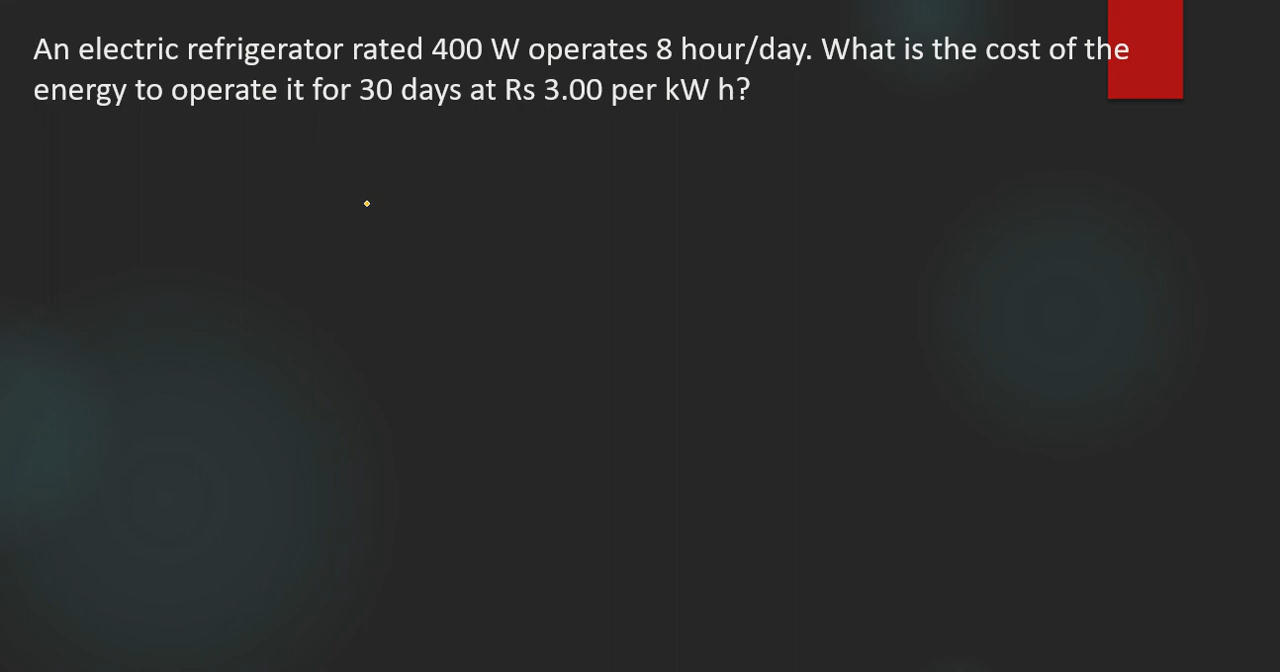 An electric refrigerator rated 400 W operates 8 hour/day. What is the cost of the
energy to operate it for 30 days at Rs 3.00 per kW h?